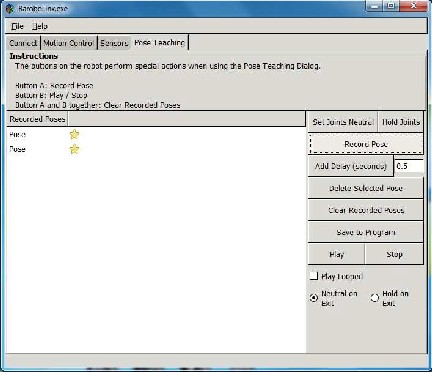 BaroboLink.exe
File Help
Connect Motion Control Sensors Pose Teaching
Instructions
The buttons on the robot perform special actions when using the Pose Teaching Dialog.
Button A: Record Pose
Button B: Play / Stop
Button A and B together: Clear Recorded Poses
Recorded Poses
Pose
Pose
Set Joints Neutral Hold Joints
Record Pose
Add Delay (seconds) 0.5
Delete Selected Pose
Clear Recorded Poses
Save to Program
Play Stop
Play Looped
Neutral on Exit
Hold on Exit